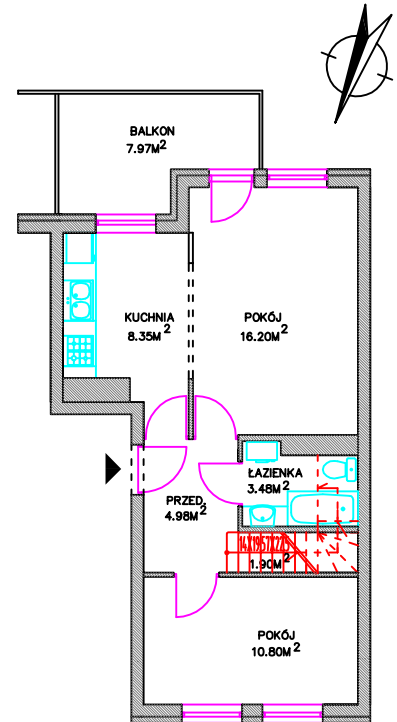 BALKON
7.97M²
KUCHNIA
8.35M²
POKÓJ
16.20M²
ŁAZIENKA
3.48M²
PRZED.
4.98M²
1.90M²
POKÓJ
10.80M²